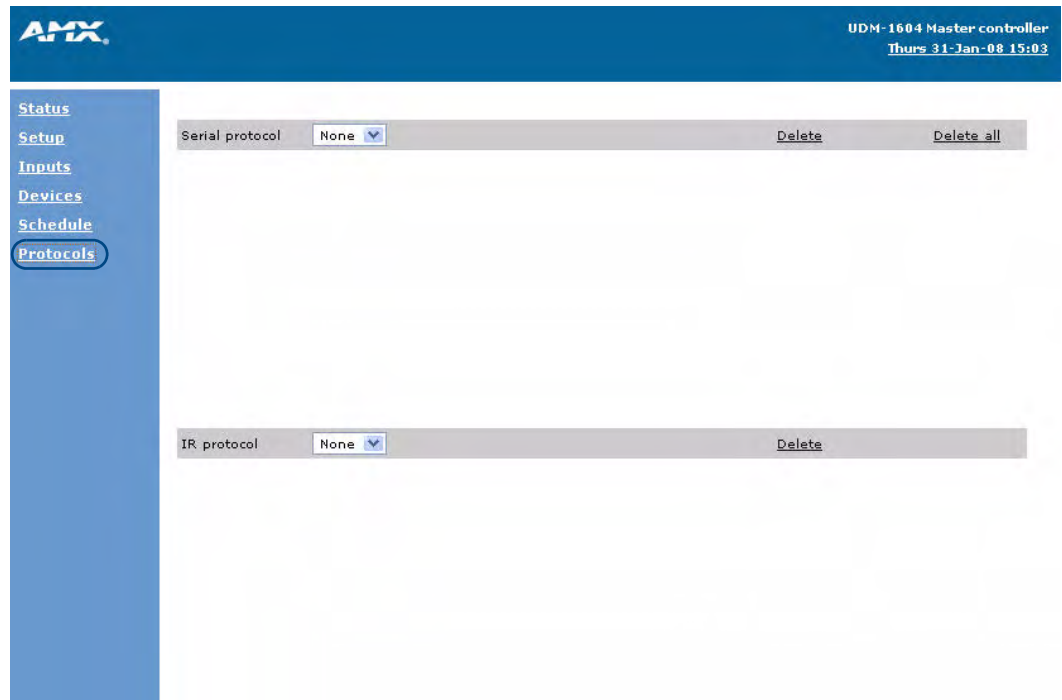 AMX®
UDM-1604 Master controller
Thurs 31-Jan-08 15:03
Status
Setup
Inputs
Devices
Schedule
Protocols
Serial protocol None Delete Delete all
IR protocol None Delete